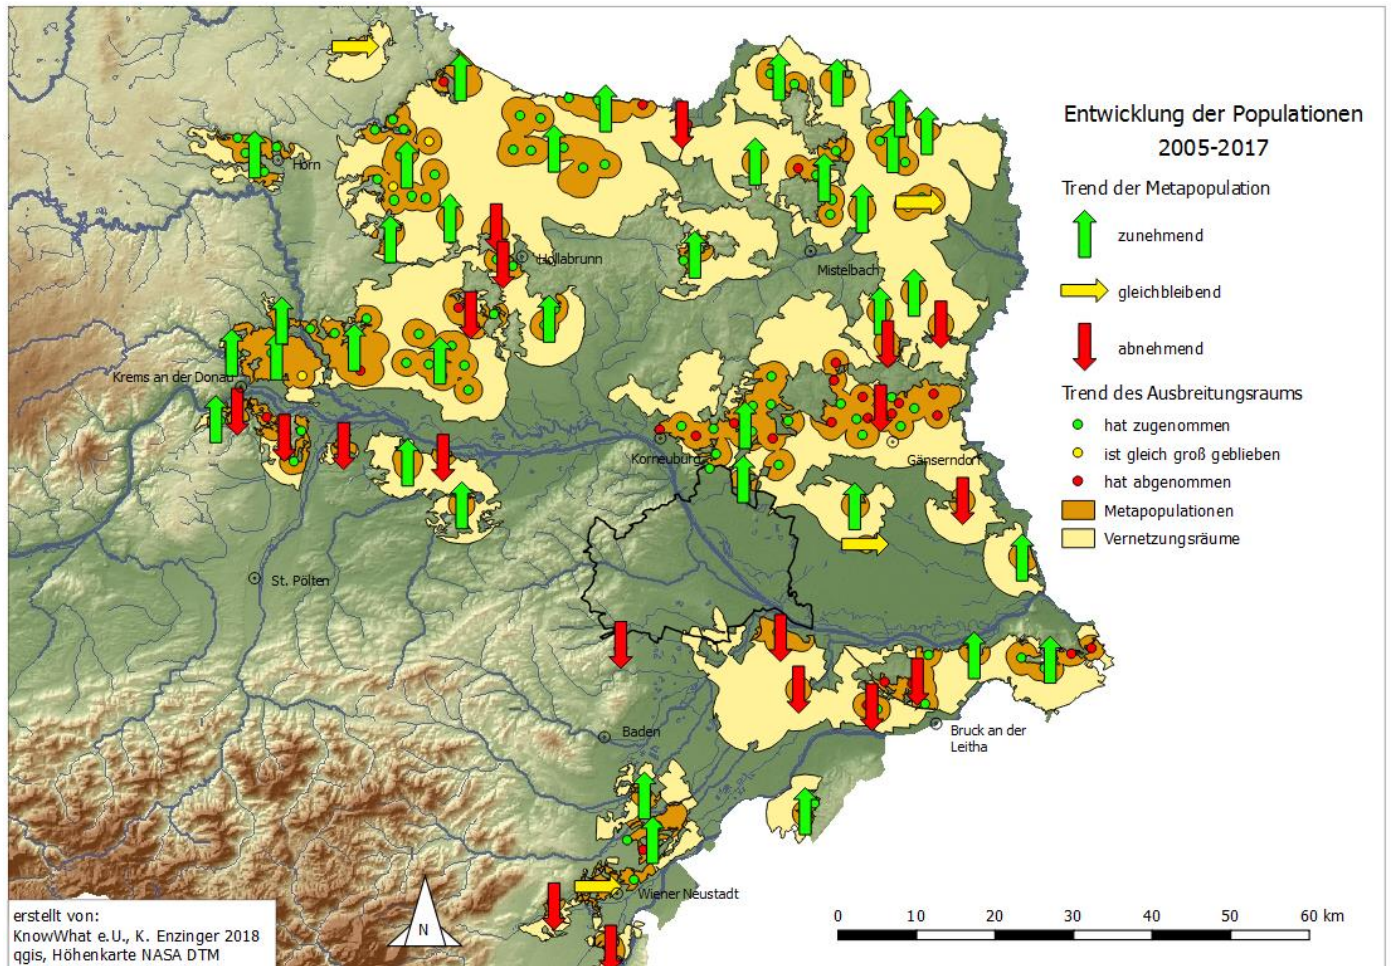 Entwicklung der Populationen
2005-2017
Trend der Metapopulation
zunehmend
gleichbleibend
abnehmend
Trend des Ausbreitungsraums
hat zugenommen
ist gleich groß geblieben
hat abgenommen
Metapopulationen
Vernetzungsräume
Horn
Hollabrunn
Mistelbach
Krems an der Donau
Korneuburg
Gänserndorf
St. Pölten
Baden
Bruck an der
Leitha
Wiener Neustadt
N
0 10 20 30 40 50 60 km
erstellt von:
KnowWhat e.U., K. Enzinger 2018
qgis, Höhenkarte NASA DTM